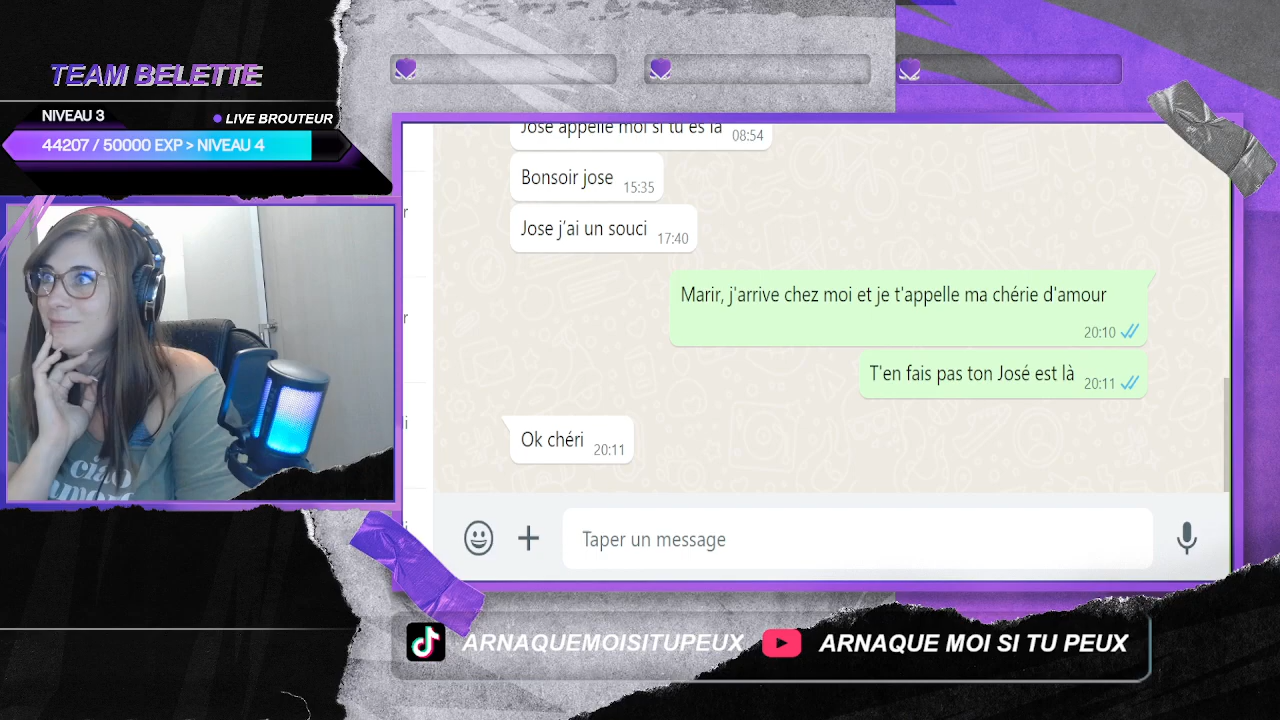 TEAM BELETTE
NIVEAU 3
LIVE BROUTEUR
44207 / 50000 EXP > NIVEAU 4
José appelle moi si tu es là 08:54
Bonsoir jose 15:35
Jose j'ai un souci 17:40
Marir, j'arrive chez moi et je t'appelle ma chérie d'amour
20:10
T'en fais pas ton José est là 20:11
Ok chéri 20:11
Taper un message
ciao
ARNAQUEMOISITUPEUX
ARNAQUE MOI SI TU PEUX